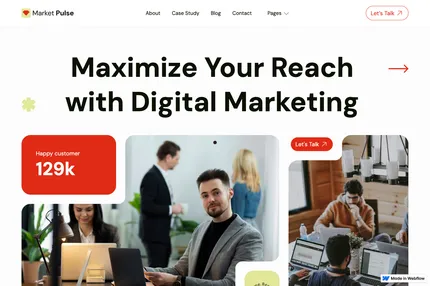 Market Pulse
About
Case Study
Blog
Contact
Pages
Let's Talk
Maximize Your Reach
with Digital Marketing
Happy customer
129k
Let's Talk
Made in Webflow